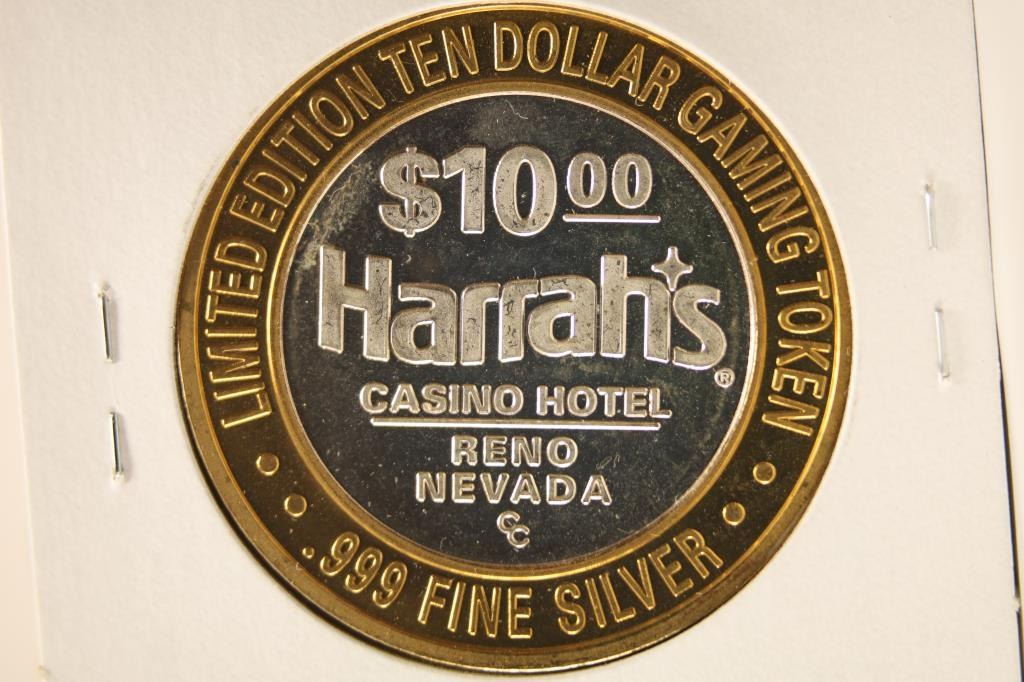 LIMITED EDITION TEN DOLLAR GAMING TOKEN
$10 00
Harrah's ®
CASINO HOTEL
RENO
NEVADA
CC
.999 FINE SILVER